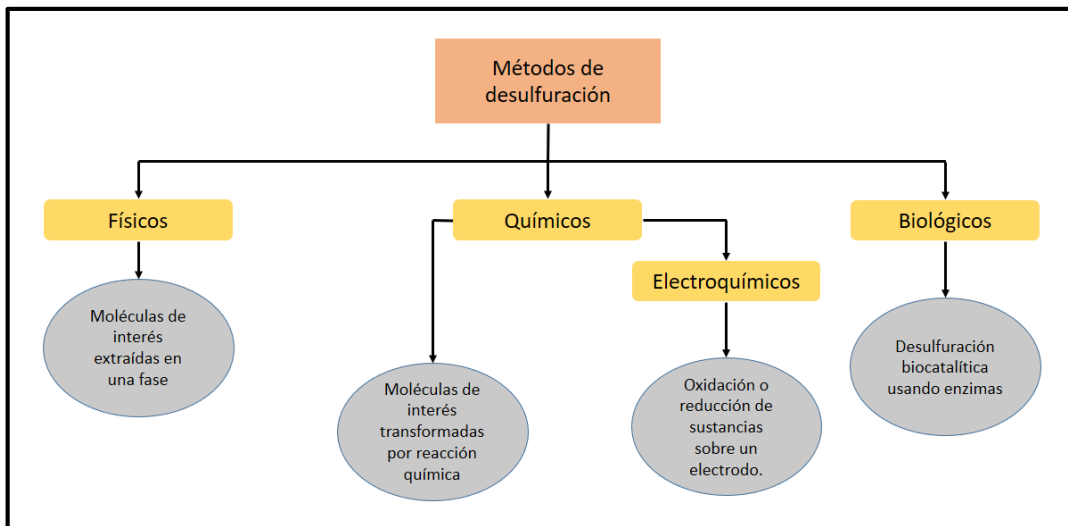 Métodos de
desulfuración
Físicos
Químicos
Biológicos
Electroquímicos
Moléculas de
interés
extraídas en
una fase
Moléculas de
interés
transformadas
por reacción
química
Oxidación o
reducción de
sustancias
sobre un
electrodo.
Desulfuración
biocatalítica
usando enzimas